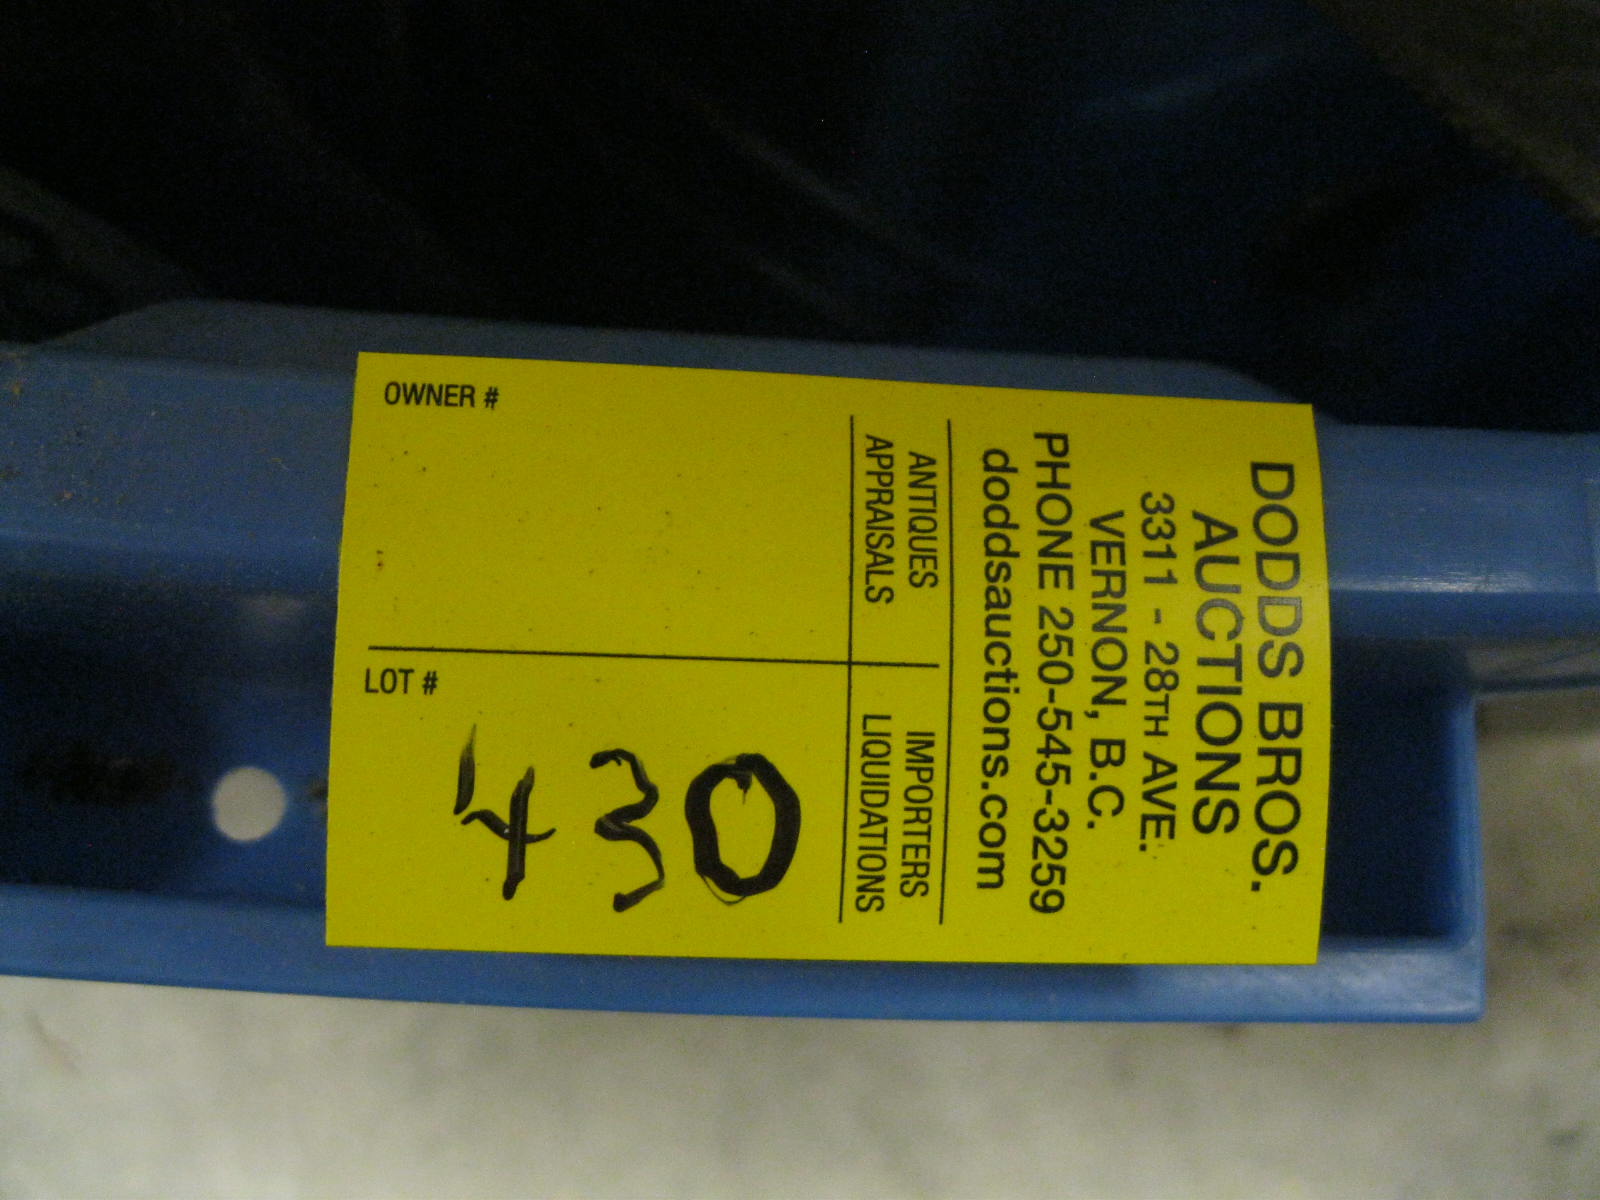 DODDS BROS.
AUCTIONS
3311 - 28TH AVE.
VERNON, B.C.
PHONE 250-545-3259
doddsauctions.com
ANTIQUES IMPORTERS
APPRAISALS LIQUIDATIONS
OWNER #
LOT #
430